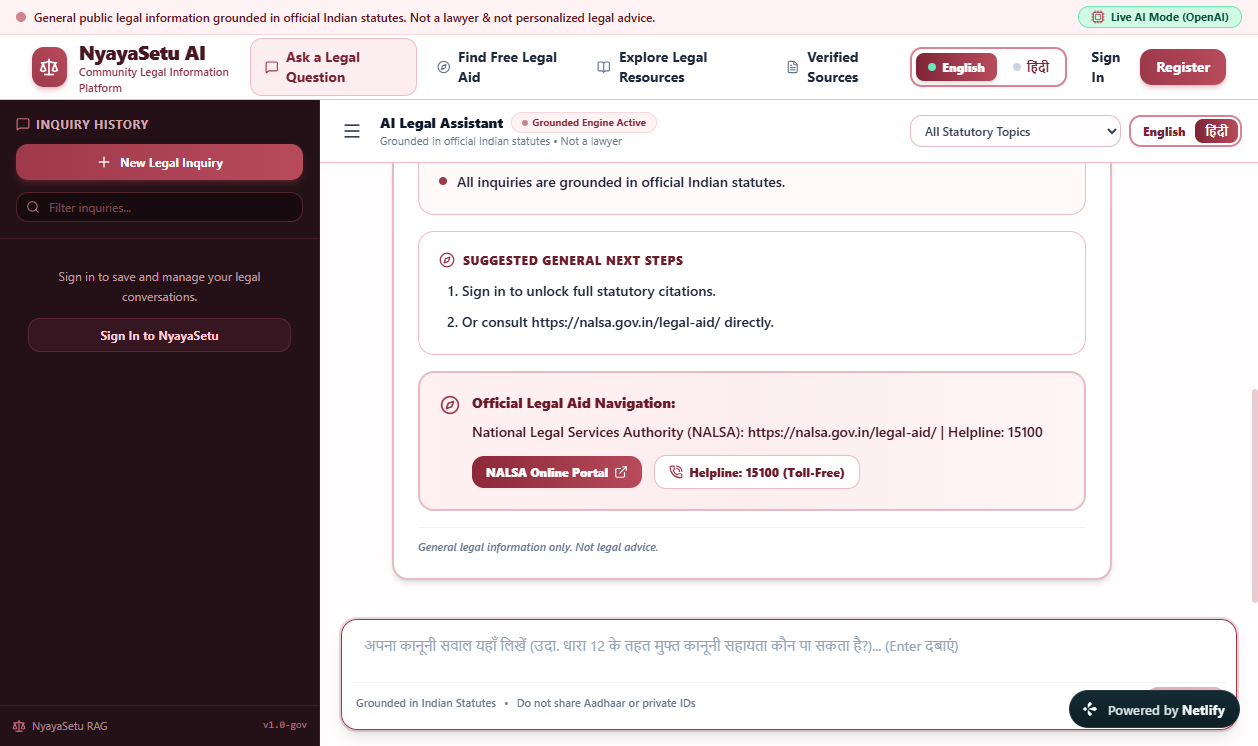 General public legal information grounded in official Indian statutes. Not a lawyer & not personalized legal advice.
Live AI Mode (OpenAI)
NyayaSetu AI
Community Legal Information
Platform
Ask a Legal
Question
Find Free Legal
Aid
Explore Legal
Resources
Verified
Sources
English
हिंदी
Sign
In
Register
INQUIRY HISTORY
+ New Legal Inquiry
Filter inquiries...
Sign in to save and manage your legal
conversations.
Sign In to NyayaSetu
NyayaSetu RAG
v1.0-gov
AI Legal Assistant
Grounded Engine Active
Grounded in official Indian statutes • Not a lawyer
All Statutory Topics
English
हिंदी
• All inquiries are grounded in official Indian statutes.
SUGGESTED GENERAL NEXT STEPS
1. Sign in to unlock full statutory citations.
2. Or consult https://nalsa.gov.in/legal-aid/ directly.
Official Legal Aid Navigation:
National Legal Services Authority (NALSA): https://nalsa.gov.in/legal-aid/ | Helpline: 15100
NALSA Online Portal
Helpline: 15100 (Toll-Free)
General legal information only. Not legal advice.
अपना कानूनी सवाल यहाँ लिखें (उदा. धारा 12 के तहत मुफ्त कानूनी सहायता कौन पा सकता है?)... (Enter दबाएं)
Grounded in Indian Statutes • Do not share Aadhaar or private IDs
Powered by Netlify